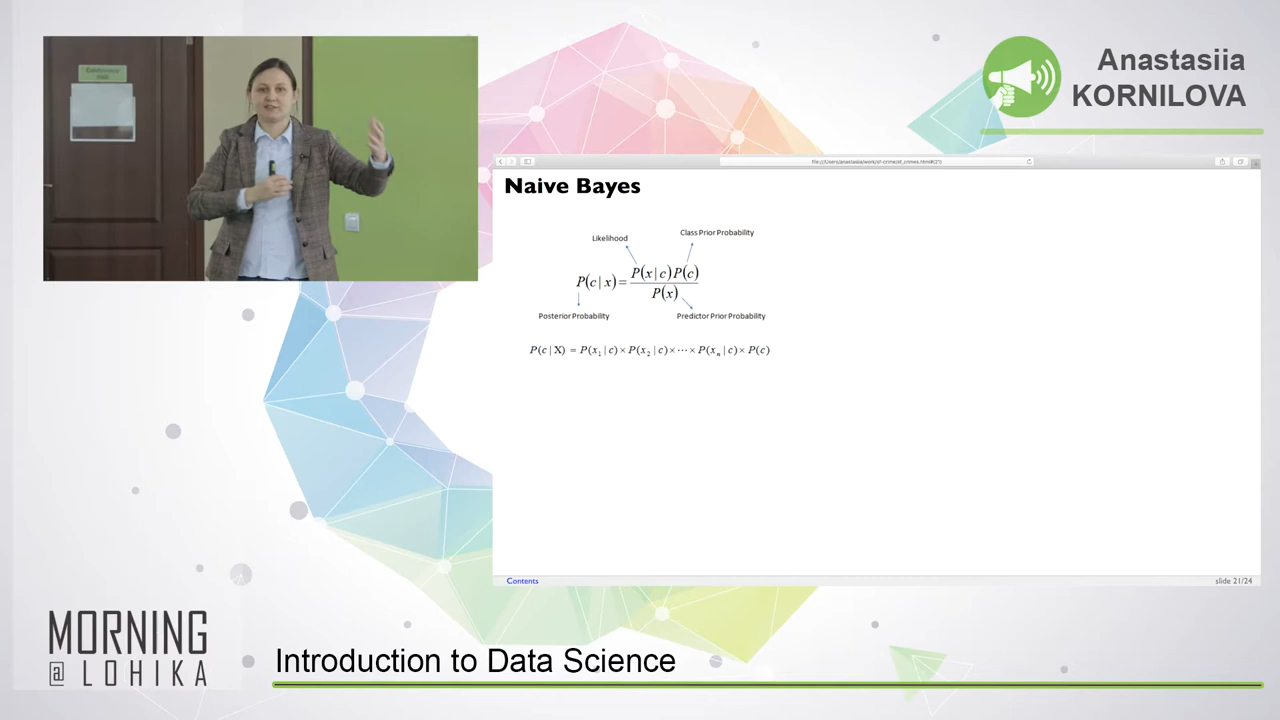 Anastasiia
KORNILOVA
Naive Bayes
Likelihood
Class Prior Probability
P(c | x) = P(x | c)P(c) / P(x)
Posterior Probability
Predictor Prior Probability
P(c | X) = P(x₁ | c) × P(x₂ | c) × ··· × P(xₙ | c) × P(c)
Contents
slide 21/24
MORNING
@ LOHIKA
Introduction to Data Science